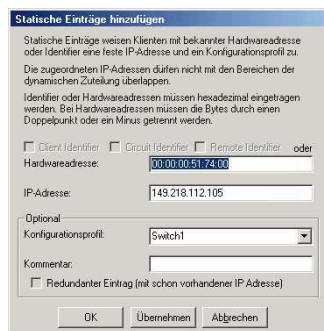 Statische Einträge hinzufügen
Statische Einträge weisen Klienten mit bekannter Hardwareadresse
oder Identifier eine feste IP-Adresse und ein Konfigurationsprofil zu.
Die zugeordneten IP-Adressen dürfen nicht mit den Bereichen der
dynamischen Zuteilung überlappen.
Identifier oder Hardwareadressen müssen hexadezimal eingetragen
werden. Bei Hardwareadressen müssen die Bytes durch einen
Doppelpunkt oder ein Minus getrennt werden.
Client Identifier Circuit Identifier Remote Identifier oder
Hardwareadresse: 00:00:00:51:74:00
IP-Adresse: 149.218.112.105
Optional
Konfigurationsprofil: Switch1
Kommentar:
Redundanter Eintrag (mit schon vorhandener IP Adresse)
OK Übernehmen Abbrechen